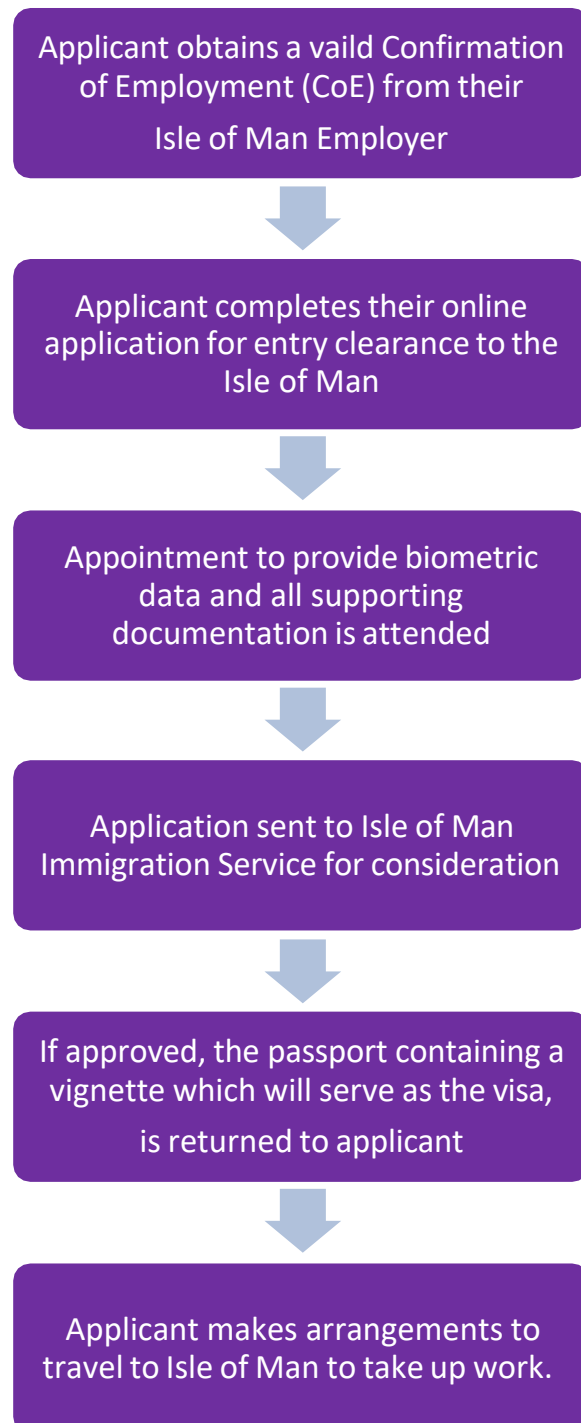 Applicant obtains a vaild Confirmation
of Employment (CoE) from their
Isle of Man Employer
Applicant completes their online
application for entry clearance to the
Isle of Man
Appointment to provide biometric
data and all supporting
documentation is attended
Application sent to Isle of Man
Immigration Service for consideration
If approved, the passport containing a
vignette which will serve as the visa,
is returned to applicant
Applicant makes arrangements to
travel to Isle of Man to take up work.